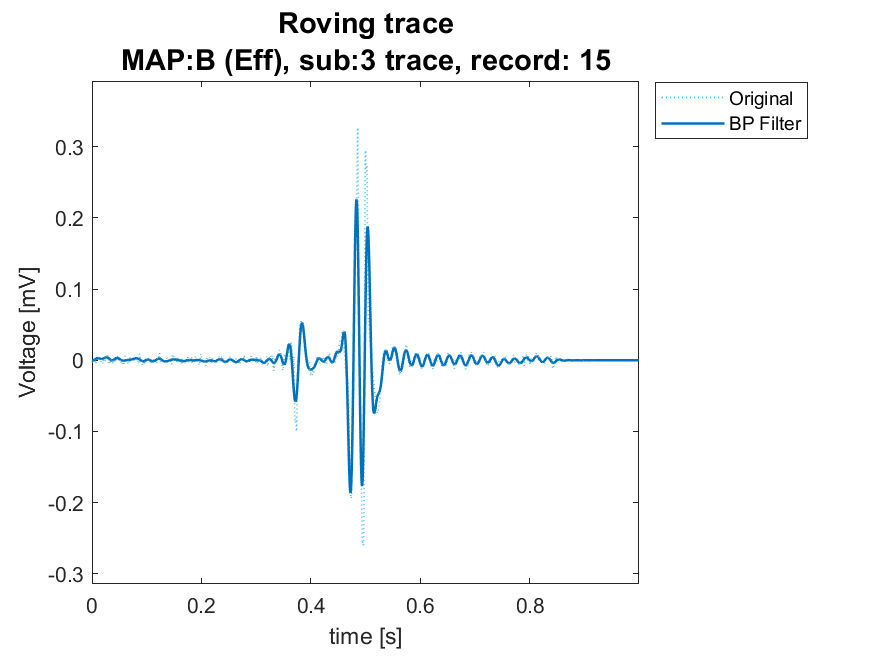 Roving trace
MAP:B (Eff), sub:3 trace, record: 15
Original
BP Filter
0.3
0.2
0.1
0
-0.1
-0.2
-0.3
Voltage [mV]
0 0.2 0.4 0.6 0.8
time [s]